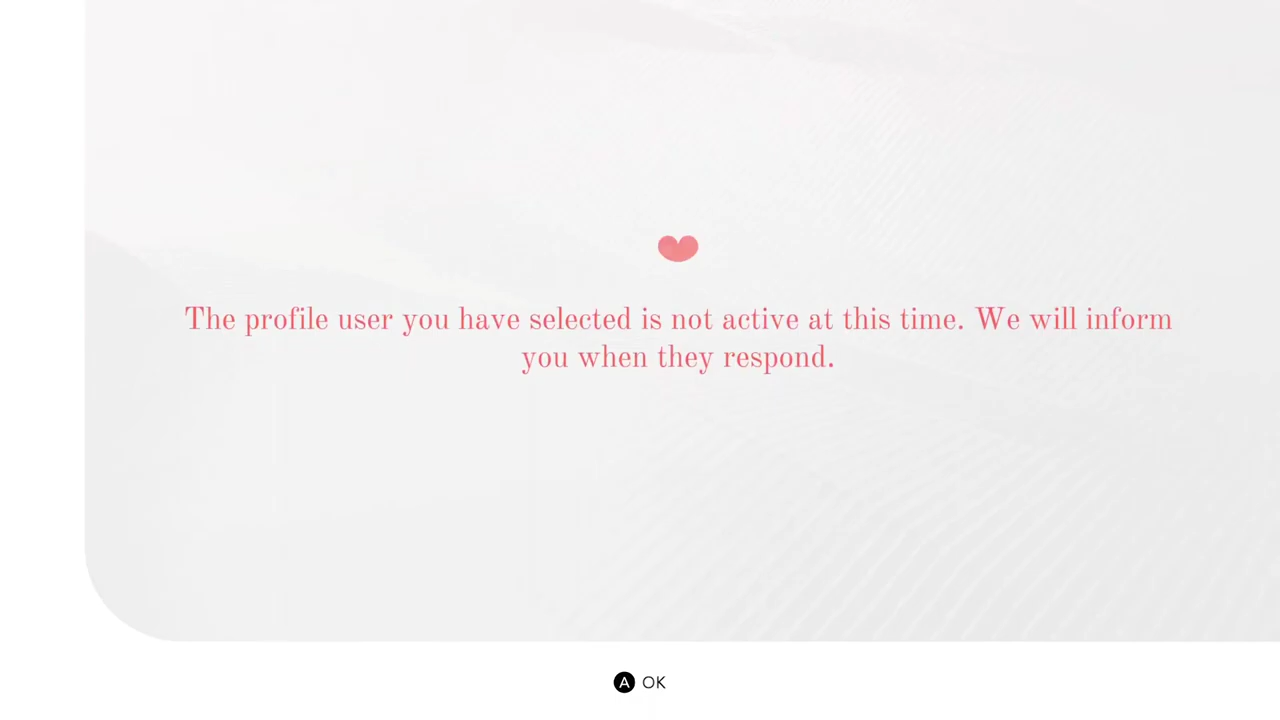 The profile user you have selected is not active at this time. We will inform
you when they respond.
A OK